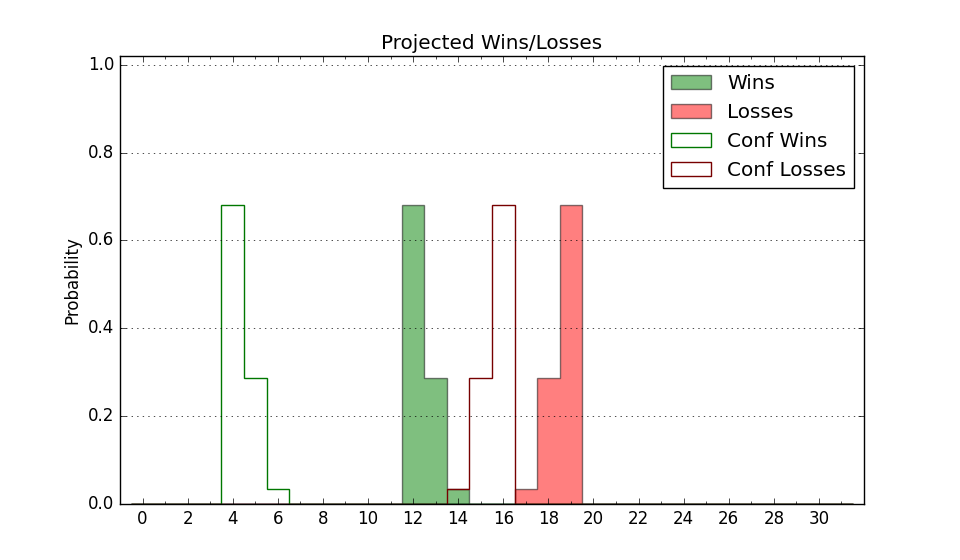 Projected Wins/Losses
1.0
0.8
0.6
0.4
0.2
0.0
Probability
Wins
Losses
Conf Wins
Conf Losses
0 2 4 6 8 10 12 14 16 18 20 22 24 26 28 30